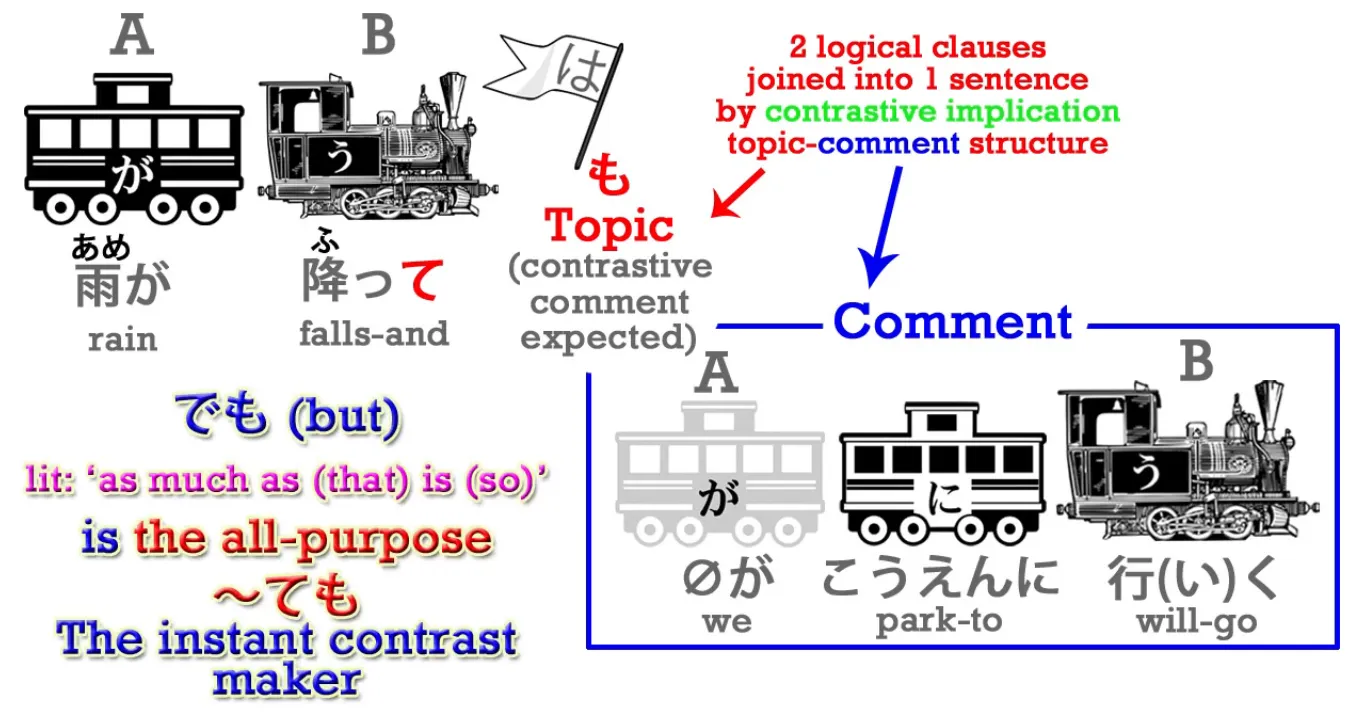 A
B
は
が
う
も
Topic
(contrastive
comment
expected)
あめ
雨が
rain
ふ
降って
falls-and
2 logical clauses
joined into 1 sentence
by contrastive implication
topic-comment structure
Comment
A
B
が
に
う
∅が
we
こうえんに
park-to
行(い)く
will-go
でも (but)
lit: ‘as much as (that) is (so)’
is the all-purpose
～ても
The instant contrast
maker